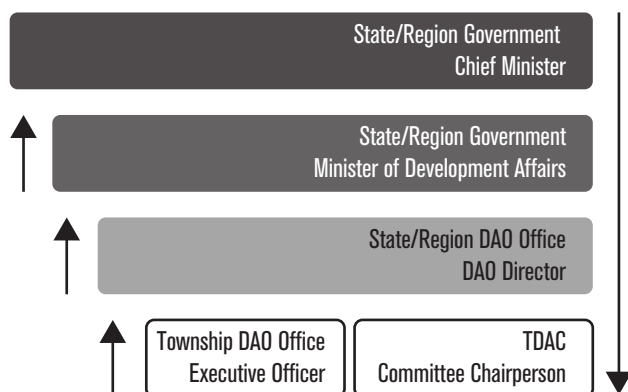 State/Region Government
Chief Minister
State/Region Government
Minister of Development Affairs
State/Region DAO Office
DAO Director
Township DAO Office
Executive Officer
TDAC
Committee Chairperson